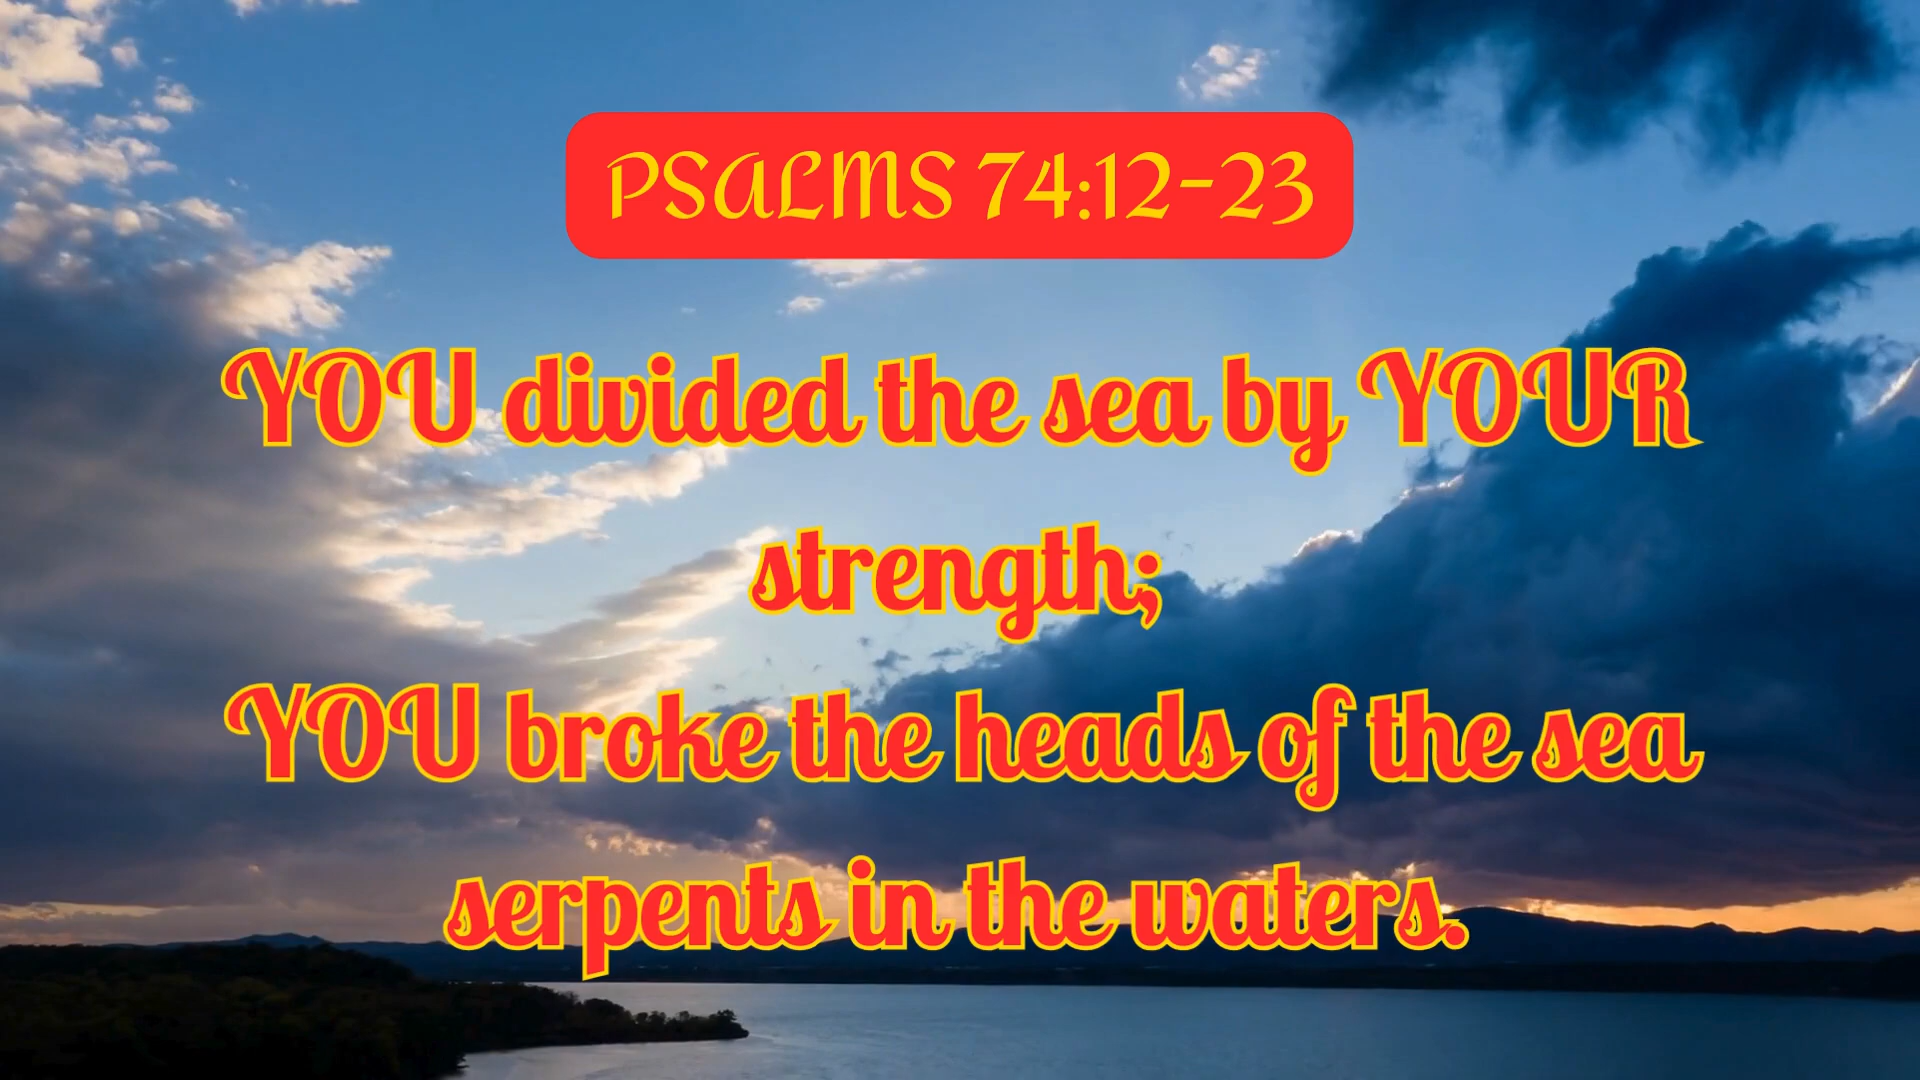 PSALMS 74:12-23
YOU divided the sea by YOUR
strength;
YOU broke the heads of the sea
serpents in the waters.